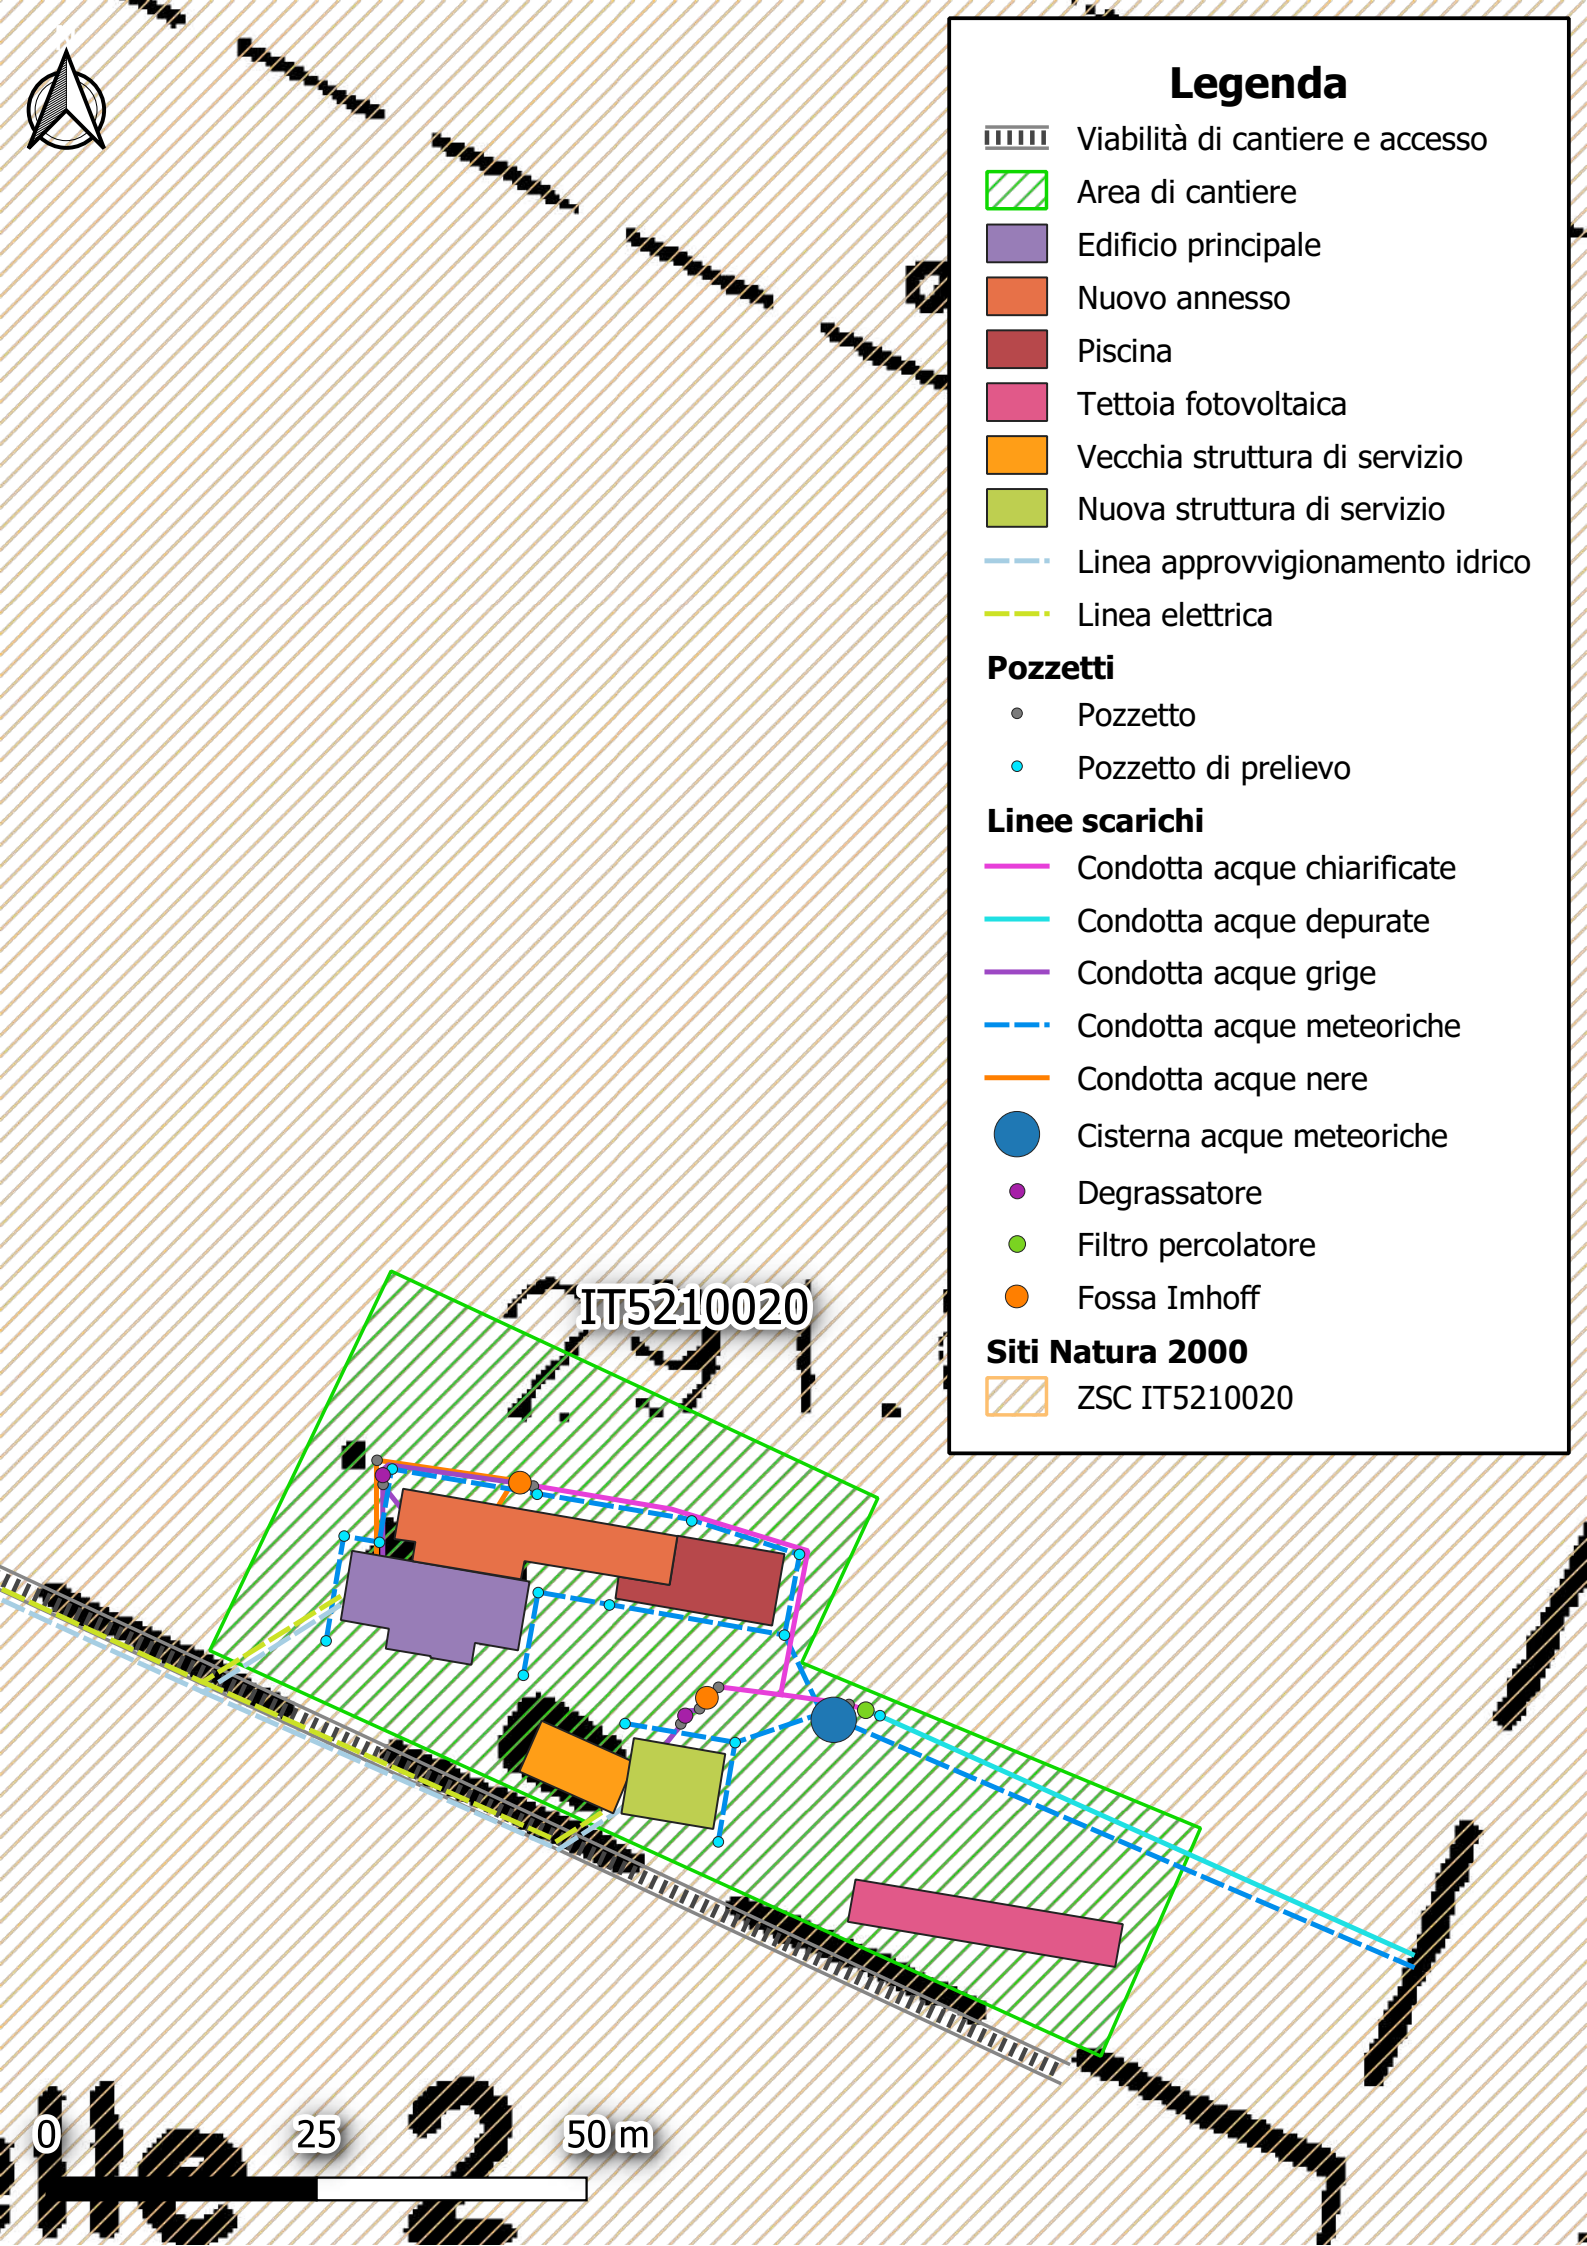 Legenda
Viabilità di cantiere e accesso
Area di cantiere
Edificio principale
Nuovo annesso
Piscina
Tettoia fotovoltaica
Vecchia struttura di servizio
Nuova struttura di servizio
Linea approvvigionamento idrico
Linea elettrica
Pozzetti
Pozzetto
Pozzetto di prelievo
Linee scarichi
Condotta acque chiarificate
Condotta acque depurate
Condotta acque grige
Condotta acque meteoriche
Condotta acque nere
Cisterna acque meteoriche
Degrassatore
Filtro percolatore
Fossa Imhoff
Siti Natura 2000
ZSC IT5210020
IT5210020
lle 2
0 25 50 m